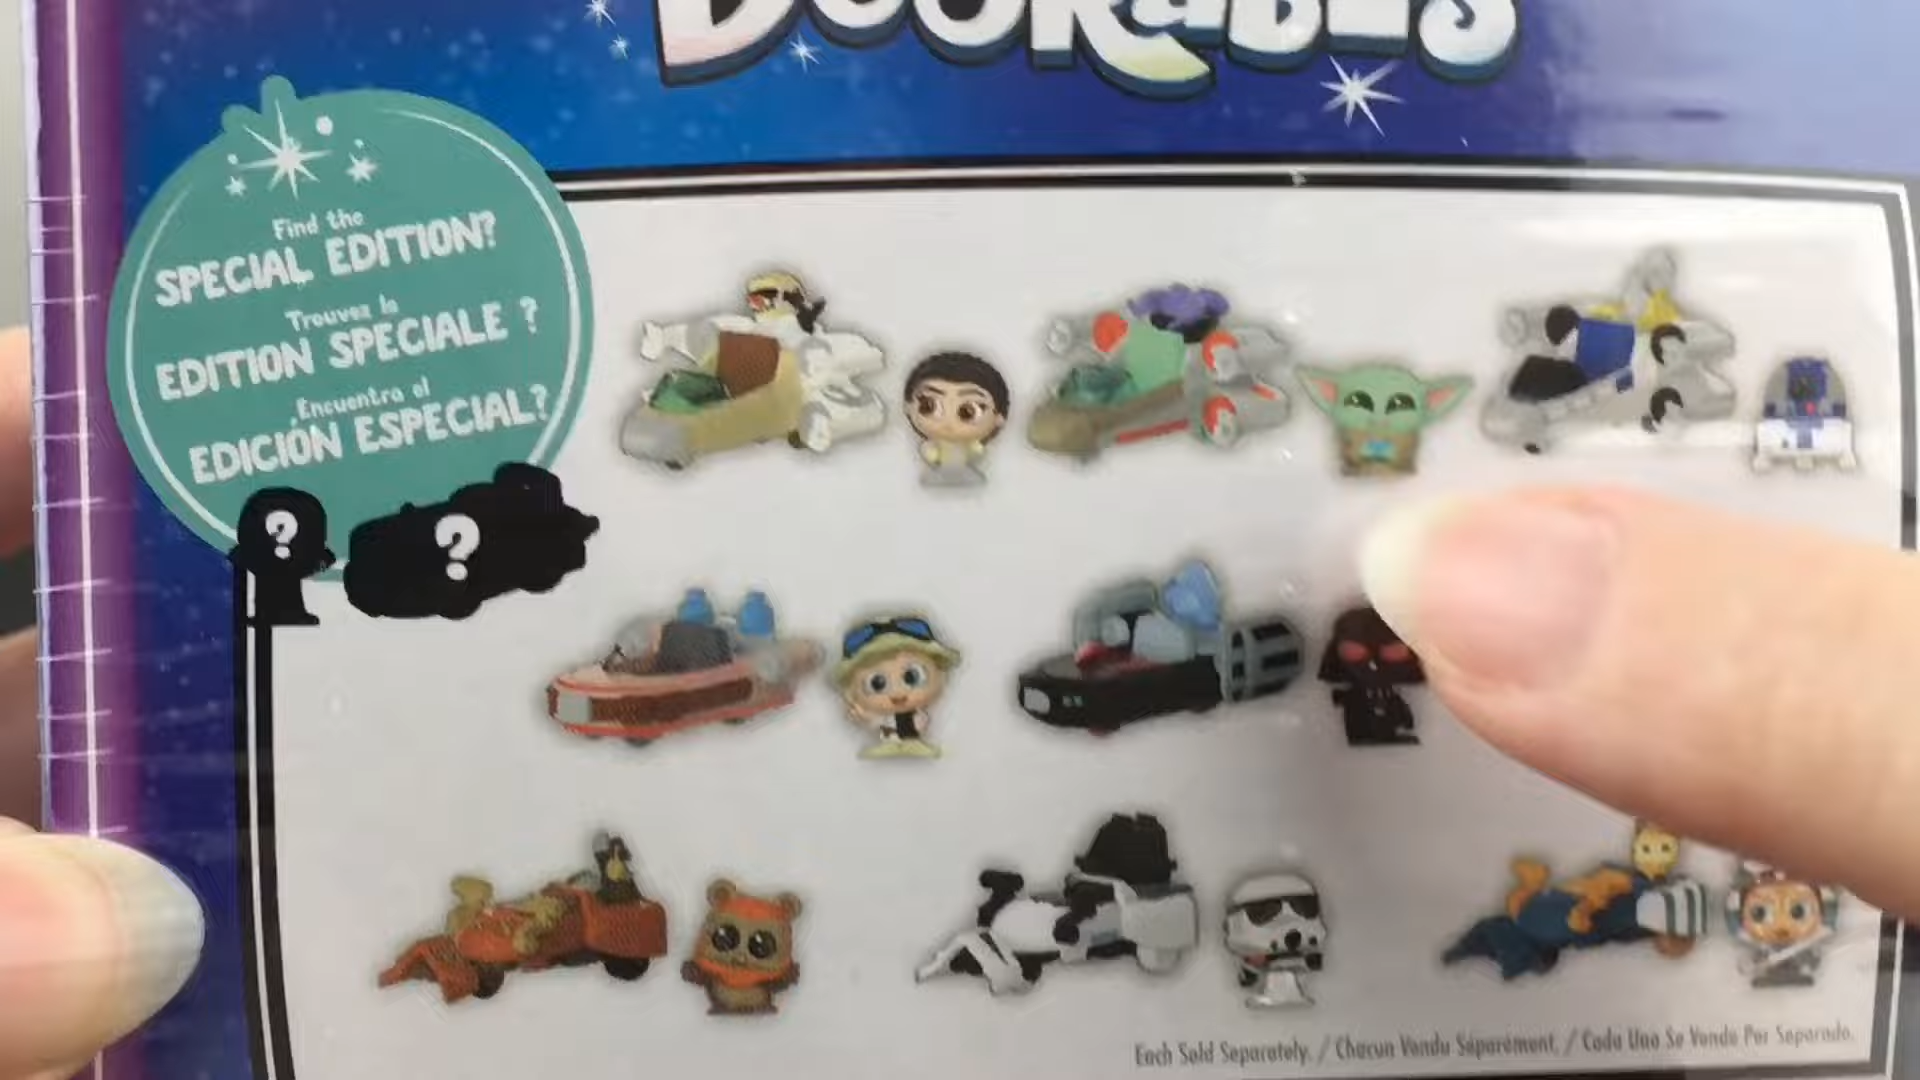 DOORABLES
Find the
SPECIAL EDITION?
Trouvez la
EDITION SPECIALE ?
Encuentra el
¿EDICIÓN ESPECIAL?
?
?
Each Sold Separately. / Chacun Vendu Séparément. / Cada Uno Se Vende Por Separado.